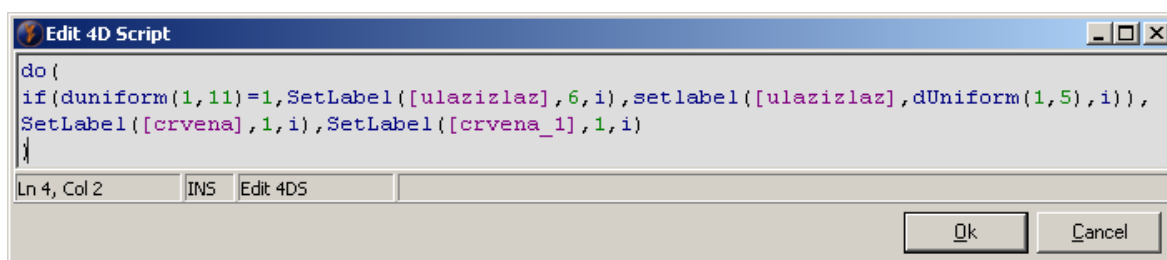 Edit 4D Script
do(
if(duniform(1,11)=1,SetLabel([ulazizlaz],6,i),setlabel([ulazizlaz],dUniform(1,5),i)),
SetLabel([crvena],1,i),SetLabel([crvena_1],1,i)
)
Ln 4, Col 2 INS Edit 4DS
Ok Cancel